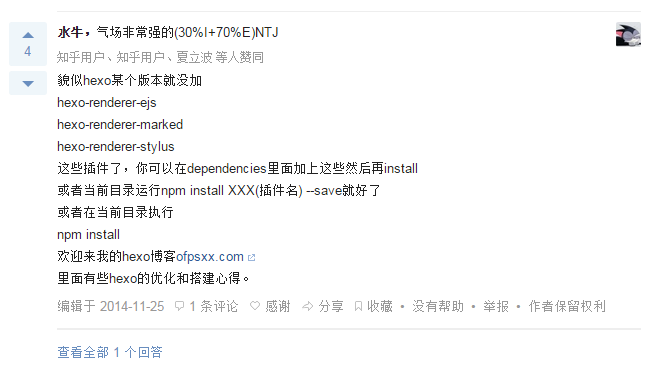 水牛，气场非常强的(30%I+70%E)NTJ
4
知乎用户、知乎用户、夏立波 等人赞同
貌似hexo某个版本就没加
hexo-renderer-ejs
hexo-renderer-marked
hexo-renderer-stylus
这些插件了，你可以在dependencies里面加上这些然后再install
或者当前目录运行npm install XXX(插件名) --save就好了
或者在当前目录执行
npm install
欢迎来我的hexo博客ofpsxx.com
里面有些hexo的优化和搭建心得。
编辑于 2014-11-25 1 条评论 感谢 分享 收藏 • 没有帮助 • 举报 • 作者保留权利
查看全部 1 个回答